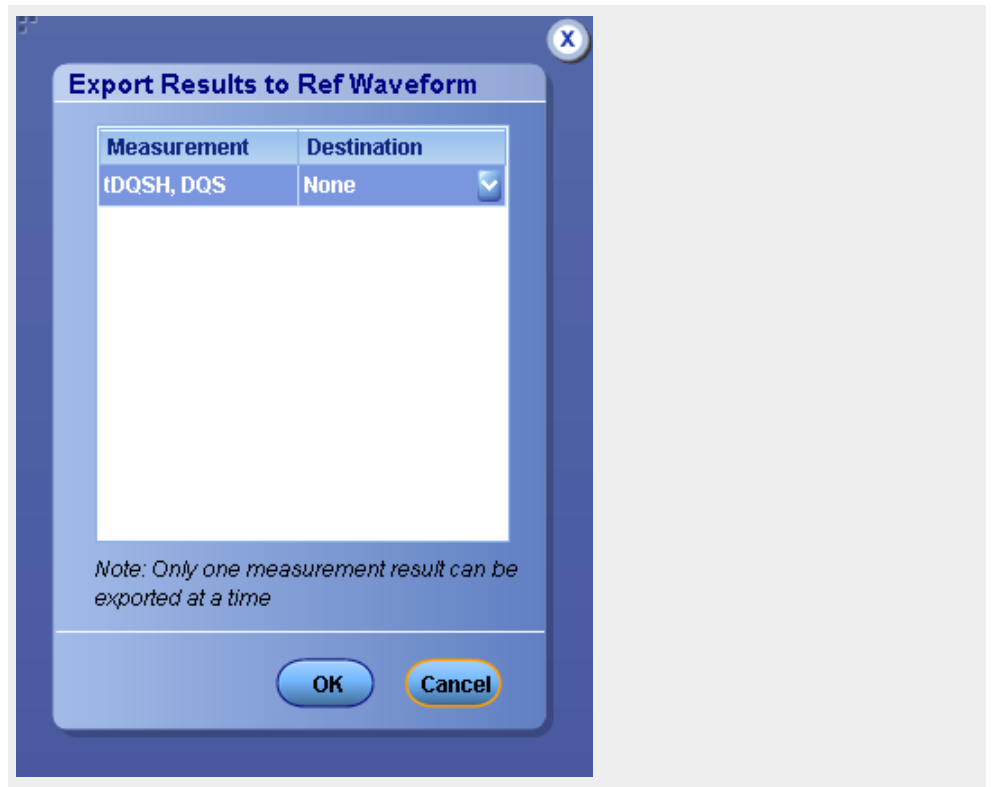 X
Export Results to Ref Waveform
Measurement Destination
tDQSH, DQS None
Note: Only one measurement result can be
exported at a time
OK Cancel